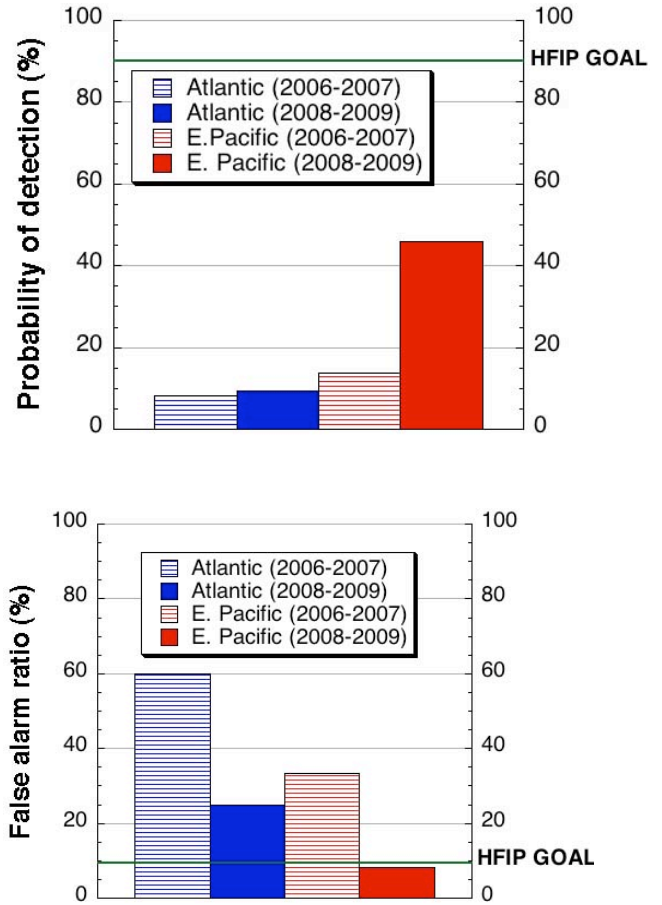 100
100
HFIP GOAL
80
80
60
60
40
40
20
20
0
0
Probability of detection (%)
Atlantic (2006-2007)
Atlantic (2008-2009)
E.Pacific (2006-2007)
E. Pacific (2008-2009)
100
100
80
80
60
60
40
40
20
20
HFIP GOAL
0
0
False alarm ratio (%)
Atlantic (2006-2007)
Atlantic (2008-2009)
E. Pacific (2006-2007)
E. Pacific (2008-2009)